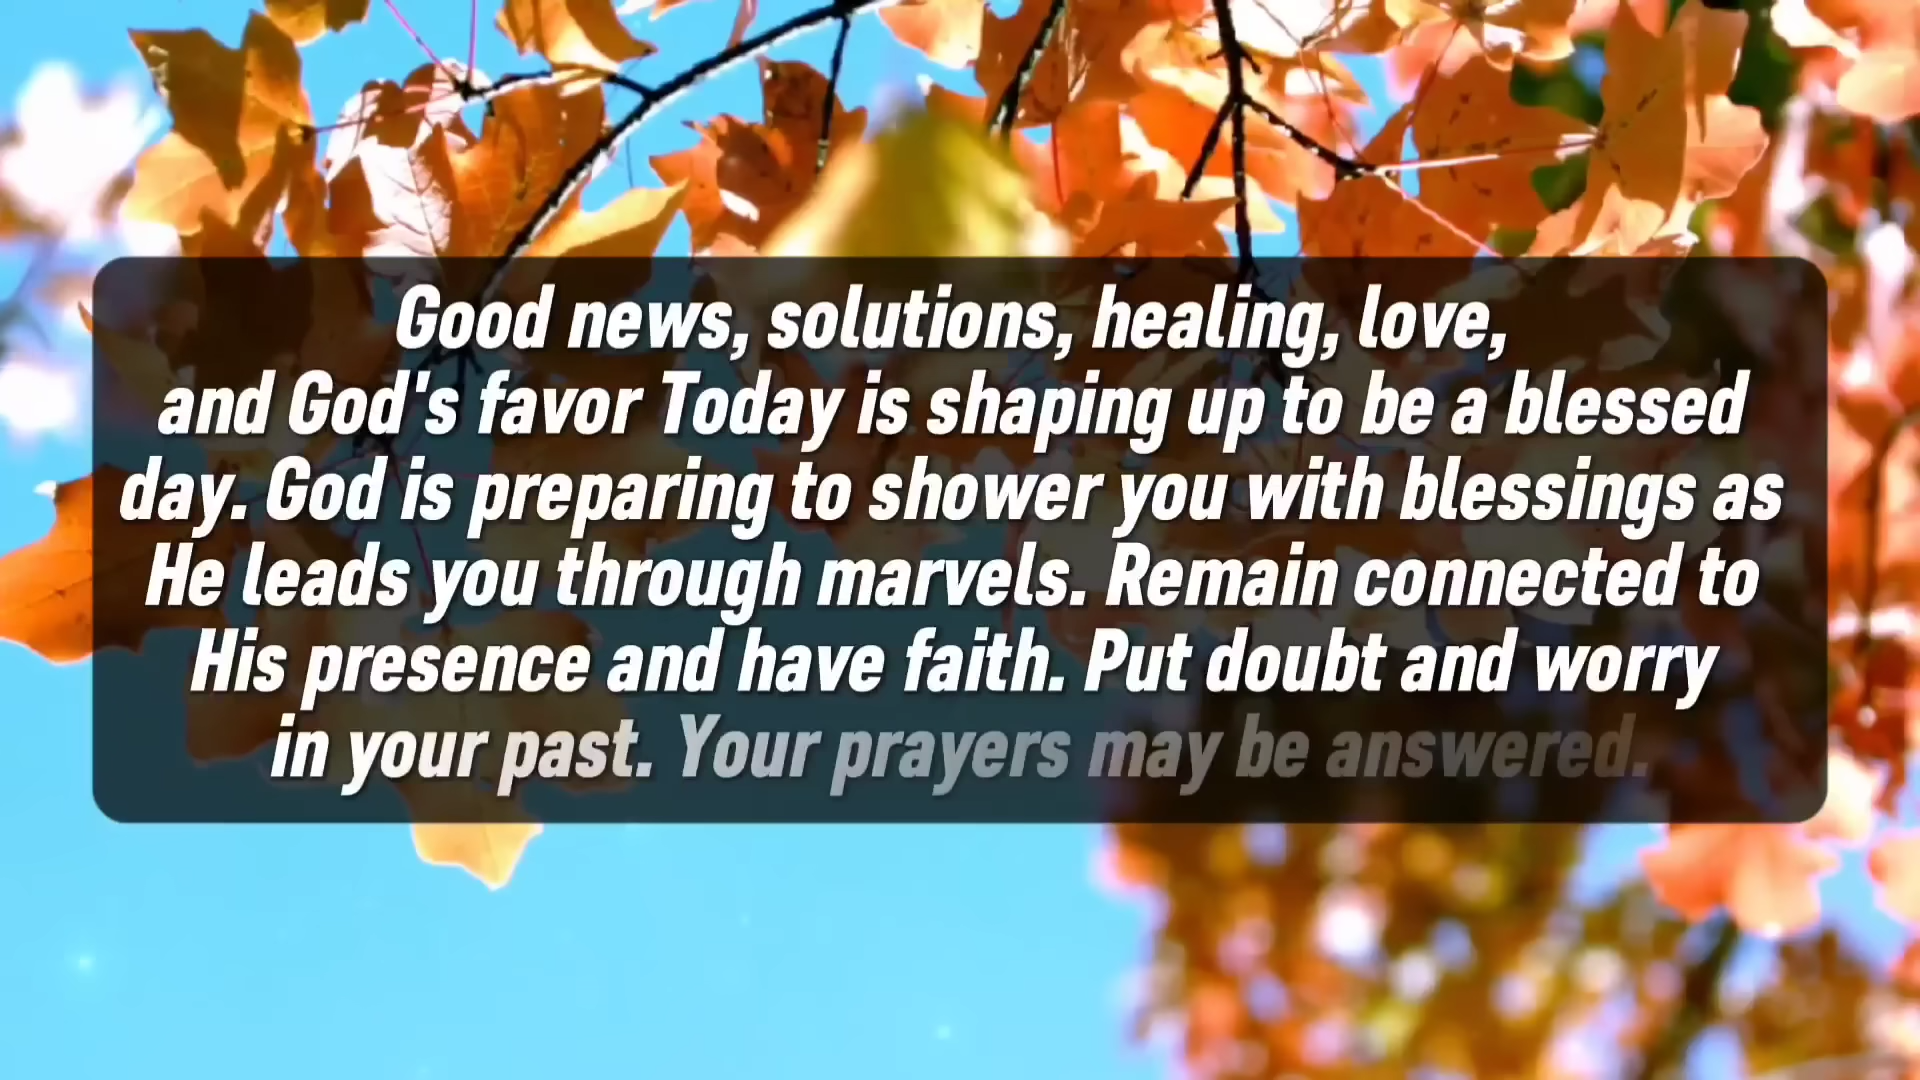 Good news, solutions, healing, love,
and God's favor Today is shaping up to be a blessed
day. God is preparing to shower you with blessings as
He leads you through marvels. Remain connected to
His presence and have faith. Put doubt and worry
in your past. Your prayers may be answered.